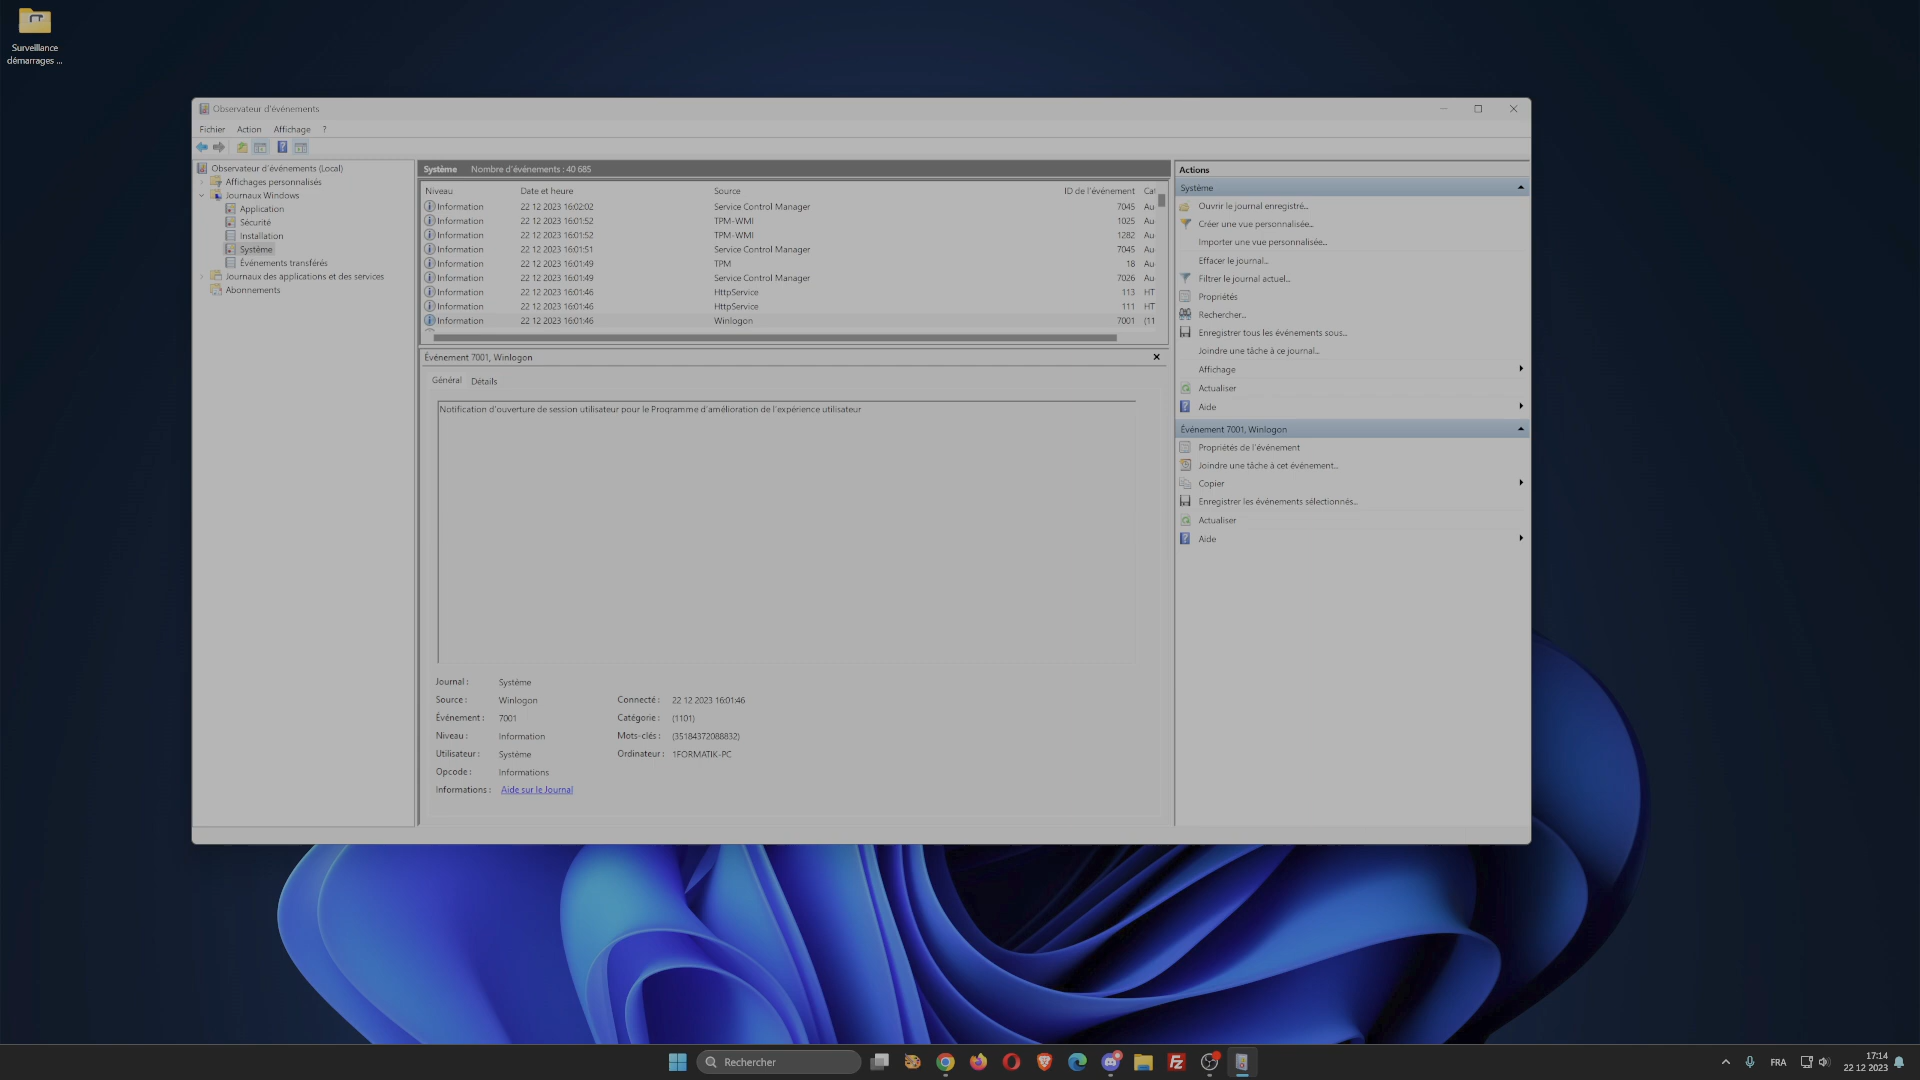 Surveillance
démarrages ...
Observateur d'événements
Fichier Action Affichage ?
Observateur d'événements (Local)
Affichages personnalisés
Journaux Windows
Application
Sécurité
Installation
Système
Événements transférés
Journaux des applications et des services
Abonnements
Système Nombre d'événements : 40 685
Niveau Date et heure Source ID de l'événement Cat
Information 22 12 2023 16:02:02 Service Control Manager 7045 Au
Information 22 12 2023 16:01:52 TPM-WMI 1025 Au
Information 22 12 2023 16:01:52 TPM-WMI 1282 Au
Information 22 12 2023 16:01:51 Service Control Manager 7045 Au
Information 22 12 2023 16:01:49 TPM 18 Au
Information 22 12 2023 16:01:49 Service Control Manager 7026 Au
Information 22 12 2023 16:01:46 HttpService 113 HT
Information 22 12 2023 16:01:46 HttpService 111 HT
Information 22 12 2023 16:01:46 Winlogon 7001 (11
Événement 7001, Winlogon
Général Détails
Notification d'ouverture de session utilisateur pour le Programme d'amélioration de l'expérience utilisateur
Journal : Système
Source : Winlogon Connecté : 22 12 2023 16:01:46
Événement : 7001 Catégorie : (1101)
Niveau : Information Mots-clés : (35184372088832)
Utilisateur : Système Ordinateur : 1FORMATIK-PC
Opcode : Informations
Informations : Aide sur le Journal
Actions
Système
Ouvrir le journal enregistré...
Créer une vue personnalisée...
Importer une vue personnalisée...
Effacer le journal...
Filtrer le journal actuel...
Propriétés
Rechercher...
Enregistrer tous les événements sous...
Joindre une tâche à ce journal...
Affichage
Actualiser
Aide
Événement 7001, Winlogon
Propriétés de l'événement
Joindre une tâche à cet événement...
Copier
Enregistrer les événements sélectionnés...
Actualiser
Aide
Rechercher
FRA
17:14
22 12 2023